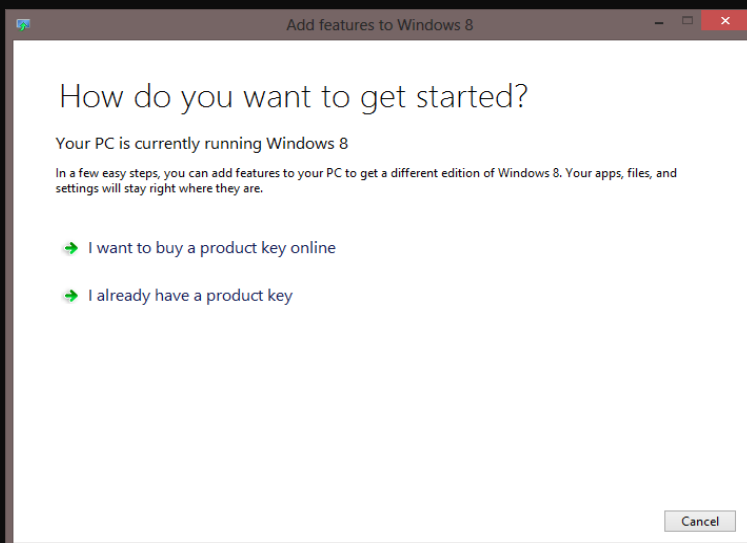 Add features to Windows 8
How do you want to get started?
Your PC is currently running Windows 8
In a few easy steps, you can add features to your PC to get a different edition of Windows 8. Your apps, files, and
settings will stay right where they are.
I want to buy a product key online
I already have a product key
Cancel